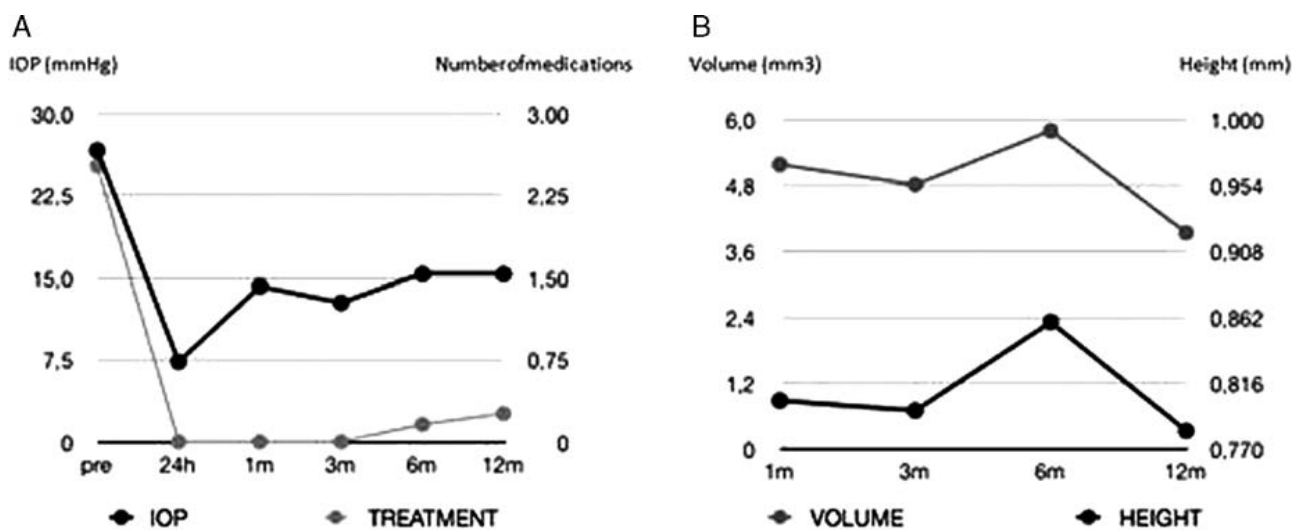 A
IOP (mmHg) Numberofmedications
30,0 3.00
22,5 2,25
15,0 1,50
7,5 0,75
0 0
pre 24h 1m 3m 6m 12m
IOP TREATMENT
B
Volume (mm3) Height (mm)
6,0 1,000
4,8 0,954
3,6 0,908
2,4 0,862
1,2 0,816
0 0,770
1m 3m 6m 12m
VOLUME HEIGHT